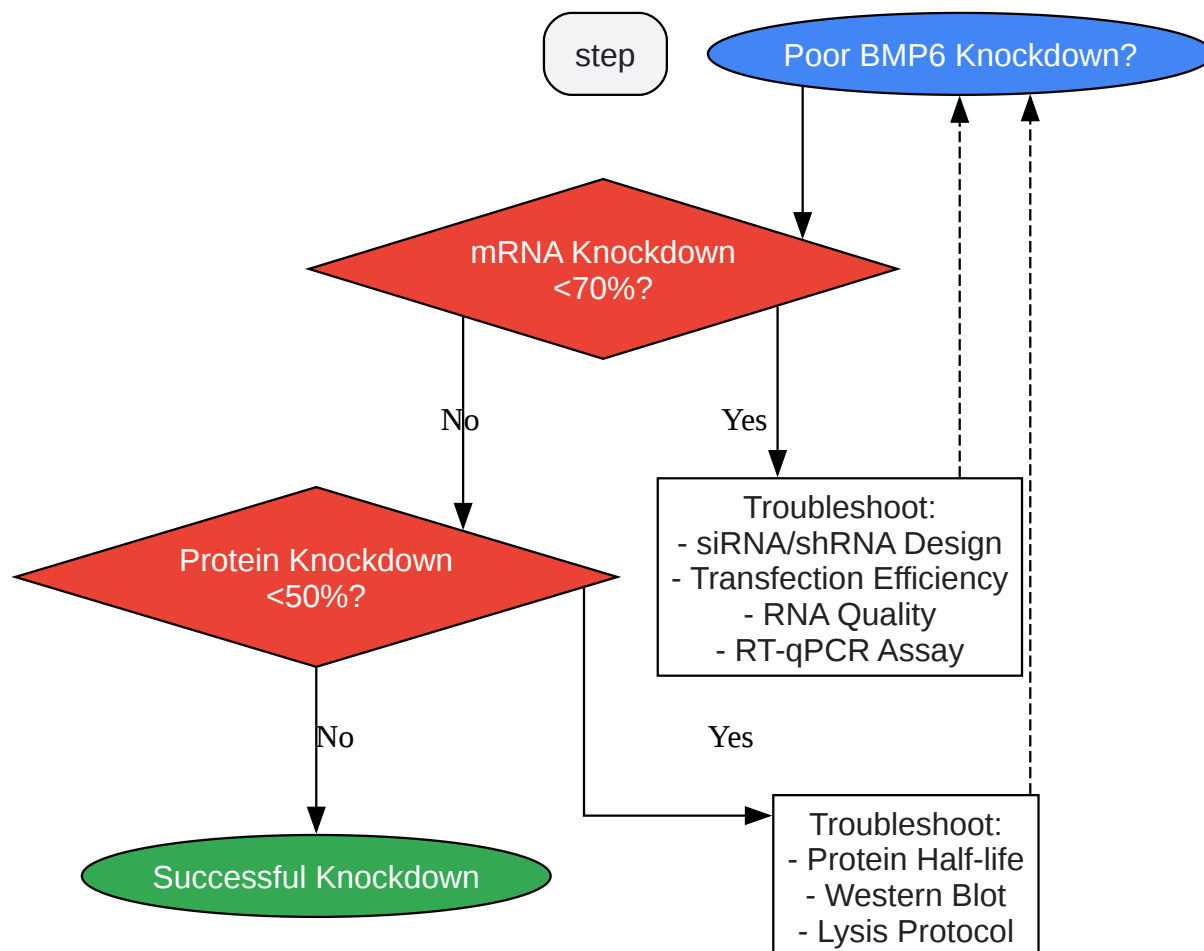 step
Poor BMP6 Knockdown?
mRNA Knockdown
<70%?
No
Yes
Troubleshoot:
- siRNA/shRNA Design
- Transfection Efficiency
- RNA Quality
- RT-qPCR Assay
Protein Knockdown
<50%?
No
Yes
Troubleshoot:
- Protein Half-life
- Western Blot
- Lysis Protocol
Successful Knockdown